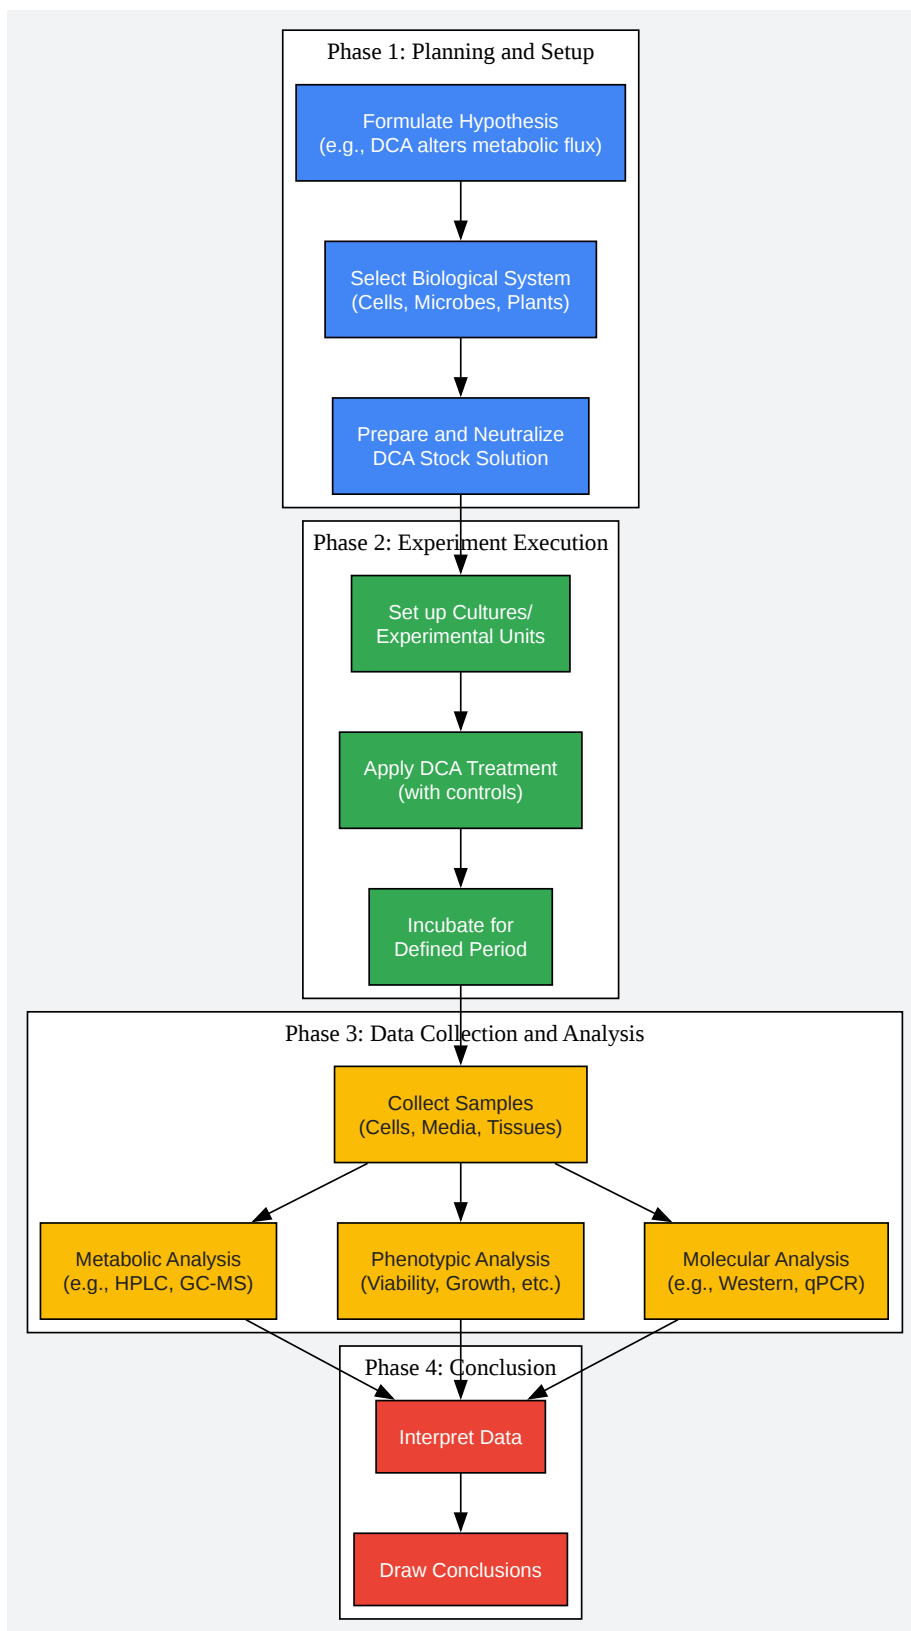 Phase 1: Planning and Setup
Formulate Hypothesis
(e.g., DCA alters metabolic flux)
Select Biological System
(Cells, Microbes, Plants)
Prepare and Neutralize
DCA Stock Solution
Phase 2: Experiment Execution
Set up Cultures/
Experimental Units
Apply DCA Treatment
(with controls)
Incubate for
Defined Period
Phase 3: Data Collection and Analysis
Collect Samples
(Cells, Media, Tissues)
Metabolic Analysis
(e.g., HPLC, GC-MS)
Phenotypic Analysis
(Viability, Growth, etc.)
Molecular Analysis
(e.g., Western, qPCR)
Phase 4: Conclusion
Interpret Data
Draw Conclusions